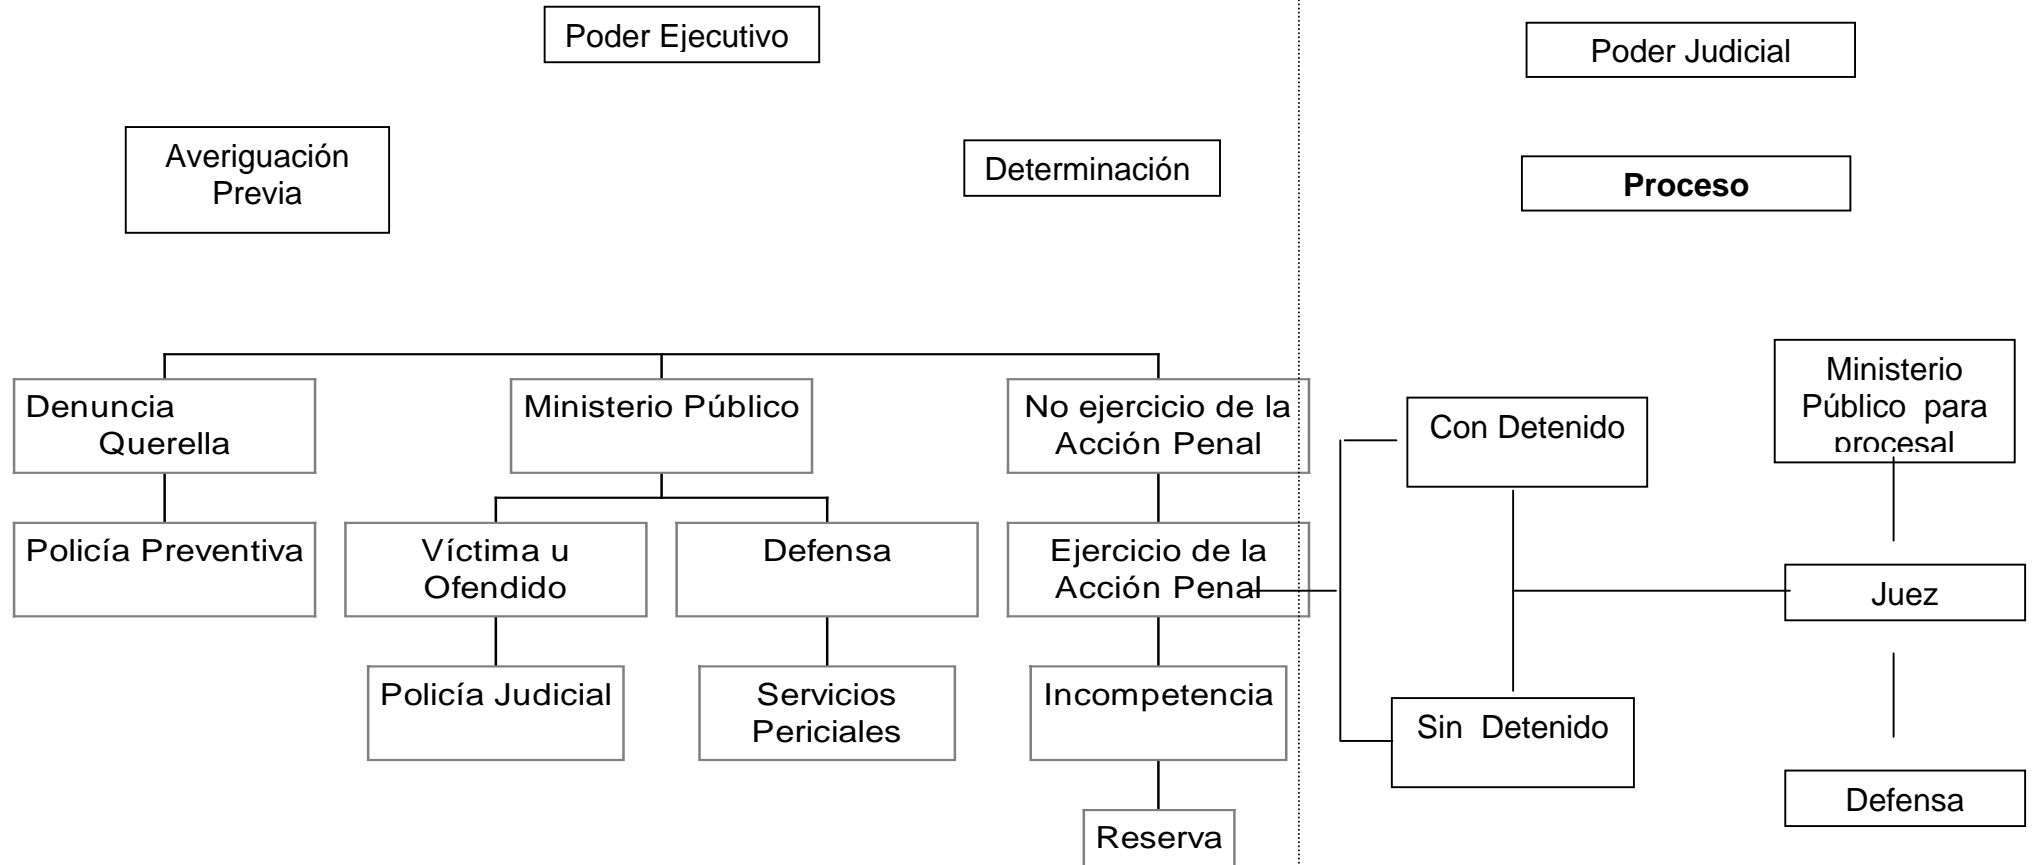 Poder Ejecutivo
Poder Judicial
Averiguación
Previa
Determinación
Proceso
Denuncia
Querella
Ministerio Público
No ejercicio de la
Acción Penal
Con Detenido
Ministerio
Público para
procesal
Policía Preventiva
Víctima u
Ofendido
Defensa
Ejercicio de la
Acción Penal
Juez
Policía Judicial
Servicios
Periciales
Incompetencia
Sin Detenido
Defensa
Reserva